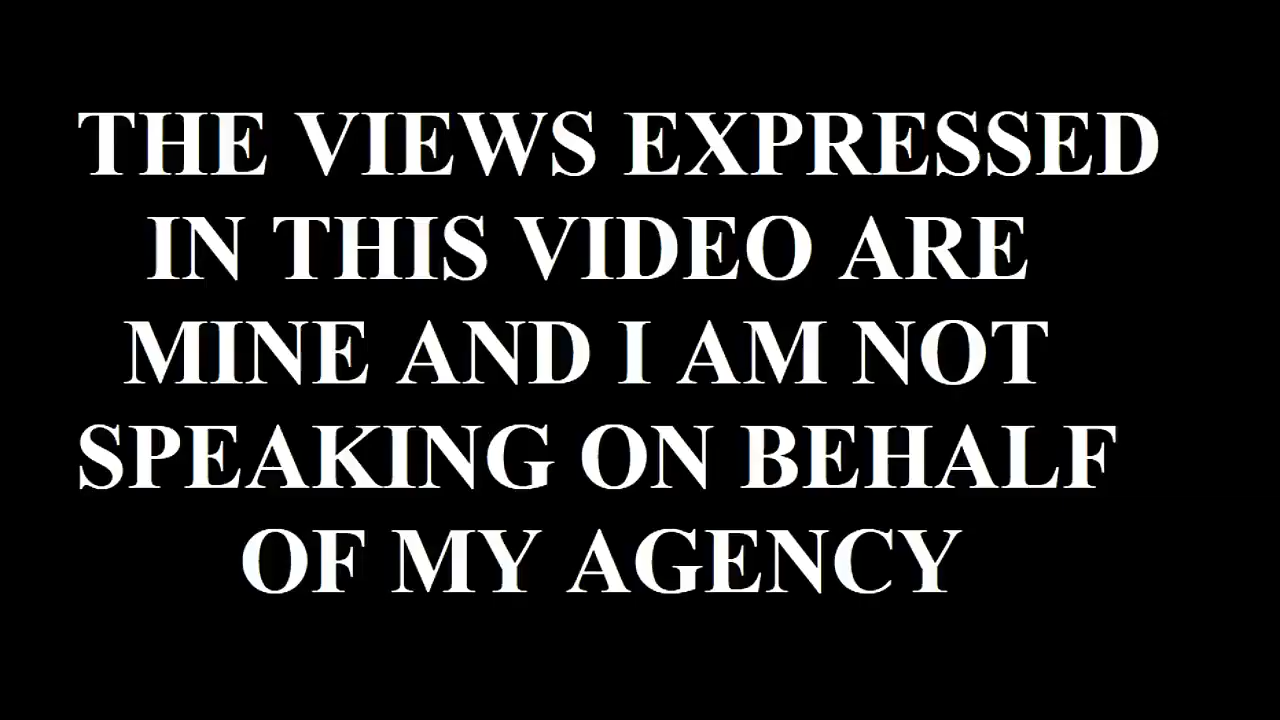 THE VIEWS EXPRESSED
IN THIS VIDEO ARE
MINE AND I AM NOT
SPEAKING ON BEHALF
OF MY AGENCY